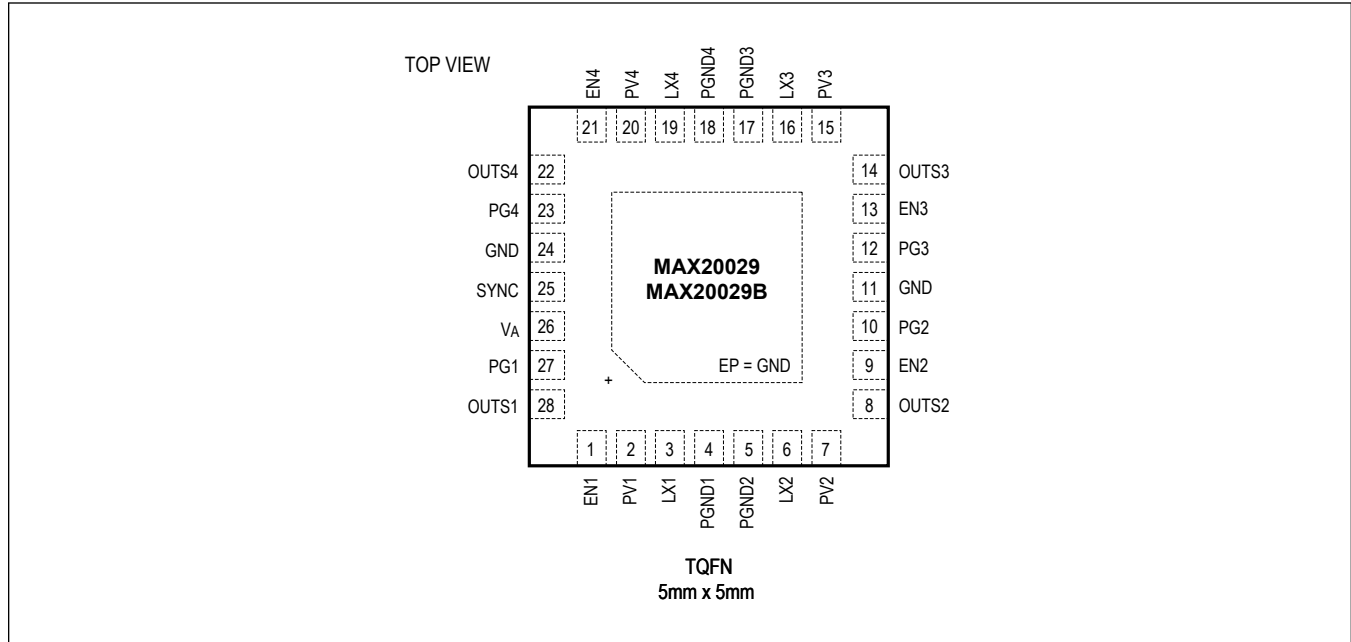 TOP VIEW
EN4
PV4
LX4
PGND4
PGND3
LX3
PV3
21 20 19 18 17 16 15
OUTS4 22
PG4 23
GND 24
SYNC 25
VA 26
PG1 27
OUTS1 28
MAX20029
MAX20029B
EP = GND
+
14 OUTS3
13 EN3
12 PG3
11 GND
10 PG2
9 EN2
8 OUTS2
1 2 3 4 5 6 7
EN1
PV1
LX1
PGND1
PGND2
LX2
PV2
TQFN
5mm x 5mm